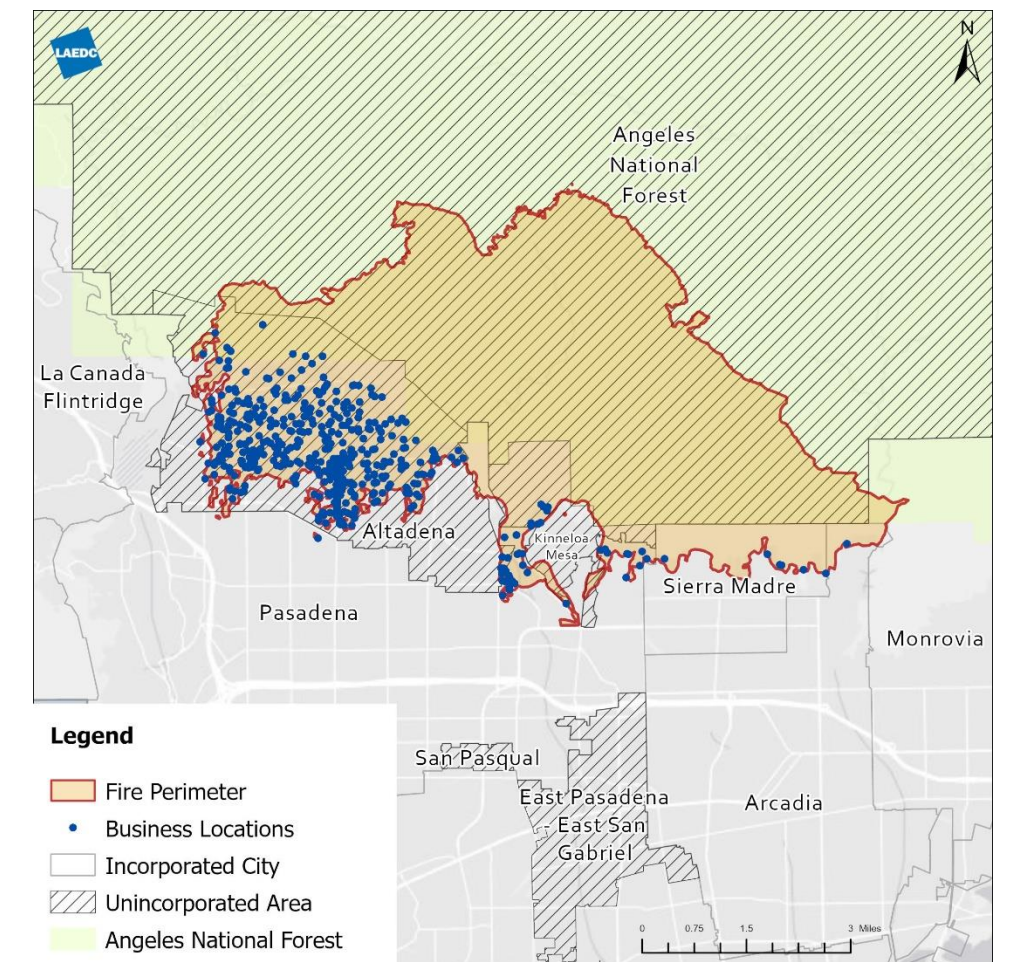 LAEDC
N
Angeles
National
Forest
La Canada
Flintridge
Altadena
Kinneloa
Mesa
Sierra Madre
Pasadena
Monrovia
San Pasqual
East Pasadena
- East San
Gabriel
Arcadia
Legend
Fire Perimeter
Business Locations
Incorporated City
Unincorporated Area
Angeles National Forest
0 0.75 1.5 3 Miles